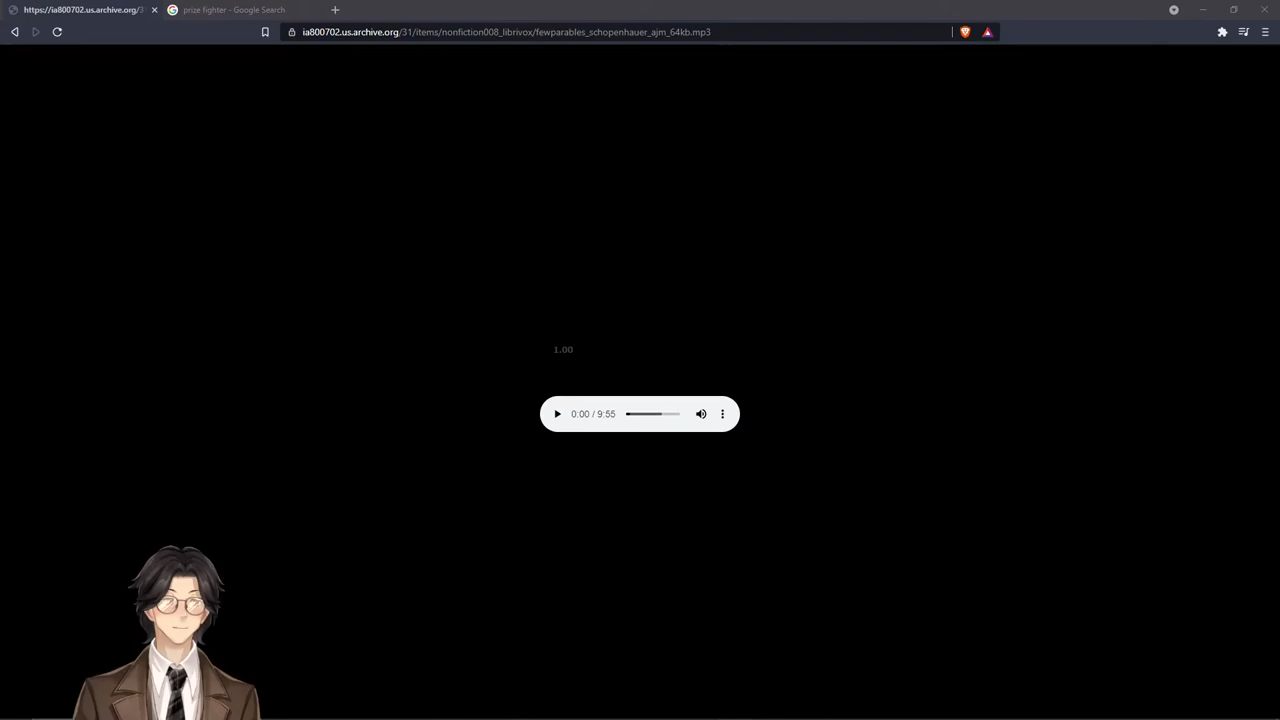 https://ia800702.us.archive.org/3
prize fighter - Google Search
ia800702.us.archive.org/31/items/nonfiction008_librivox/fewparables_schopenhauer_ajm_64kb.mp3
1.00
0:00 / 9:55